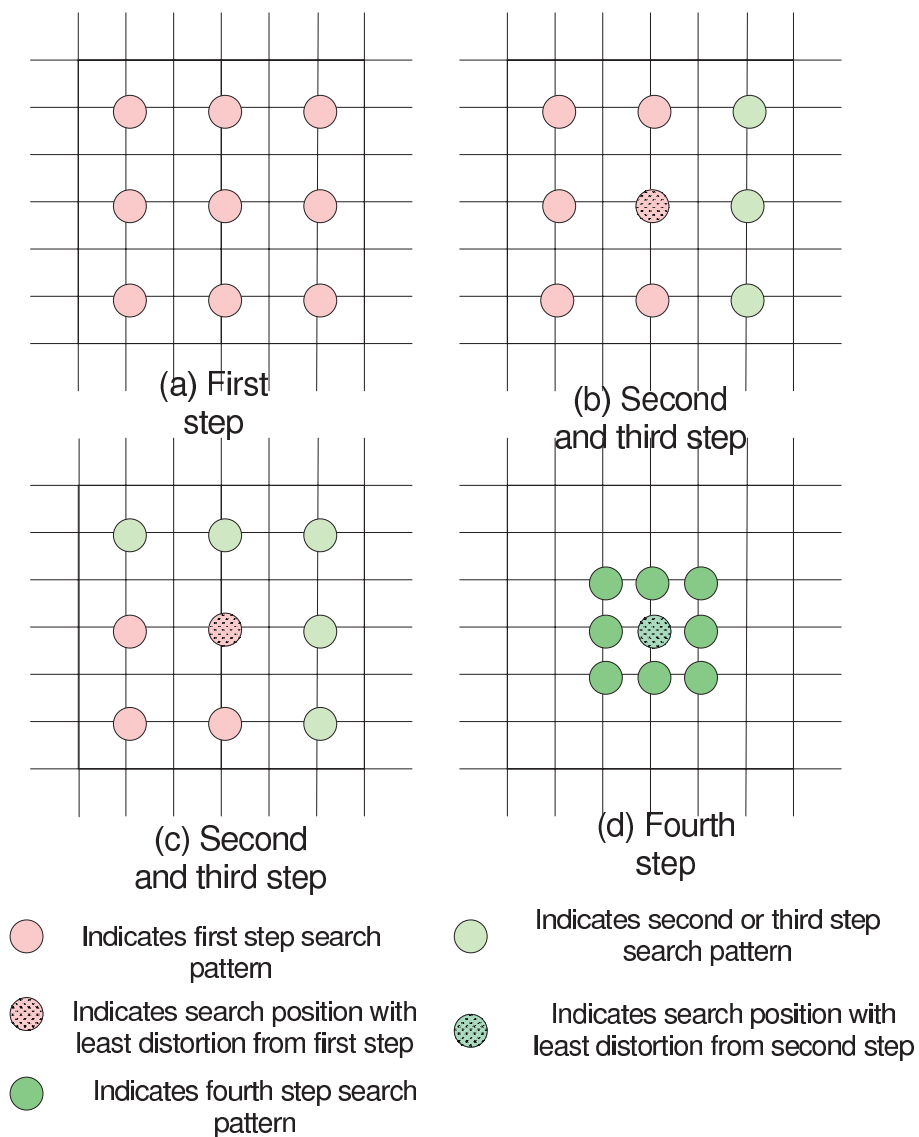 (a) First
step
(b) Second
and third step
(c) Second
and third step
(d) Fourth
step
Indicates first step search
pattern
Indicates search position with
least distortion from first step
Indicates fourth step search
pattern
Indicates second or third step
search pattern
Indicates search position with
least distortion from second step